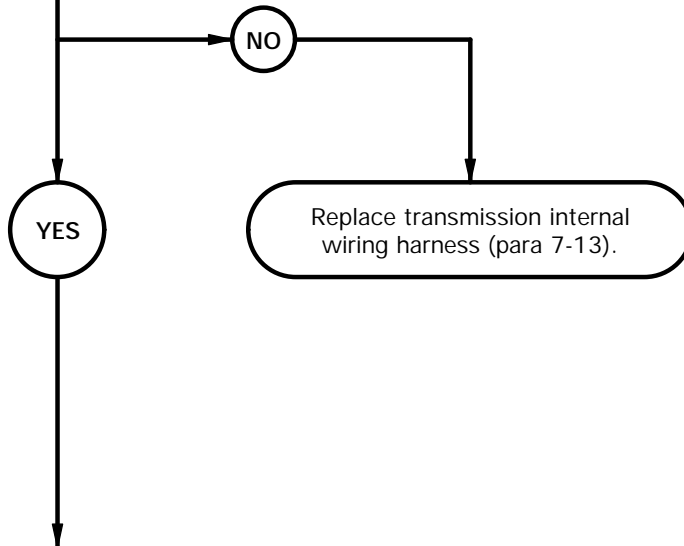 NO
YES
Replace transmission internal
wiring harness (para 7-13).